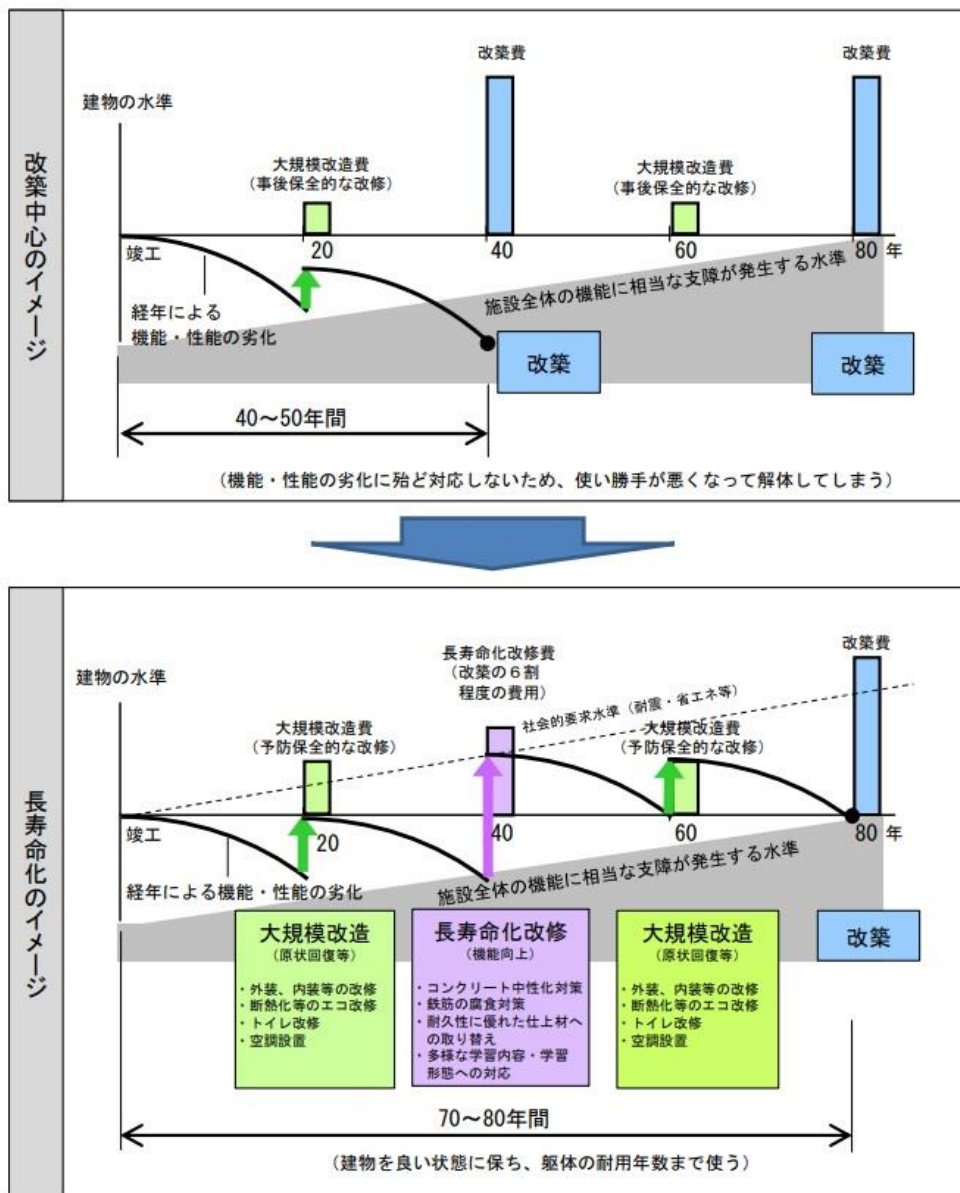 改築中心のイメージ
改築費
改築費
建物の水準
大規模改造費
（事後保全的な改修）
大規模改造費
（事後保全的な改修）
竣工
20
40
60
80 年
経年による
機能・性能の劣化
施設全体の機能に相当な支障が発生する水準
改築
改築
40～50年間
（機能・性能の劣化に殆ど対応しないため、使い勝手が悪くなって解体してしまう）
長寿命化のイメージ
建物の水準
長寿命化改修費
（改築の６割
程度の費用）
改築費
社会的要求水準（耐震・省エネ等）
大規模改造費
（予防保全的な改修）
大規模改造費
（予防保全的な改修）
竣工
20
40
60
80 年
経年による機能・性能の劣化
施設全体の機能に相当な支障が発生する水準
大規模改造
（原状回復等）
・外装、内装等の改修
・断熱化等のエコ改修
・トイレ改修
・空調設置
長寿命化改修
（機能向上）
・コンクリート中性化対策
・鉄筋の腐食対策
・耐久性に優れた仕上材へ
の取り替え
・多様な学習内容・学習
形態への対応
大規模改造
（原状回復等）
・外装、内装等の改修
・断熱化等のエコ改修
・トイレ改修
・空調設置
改築
70～80年間
（建物を良い状態に保ち、躯体の耐用年数まで使う）